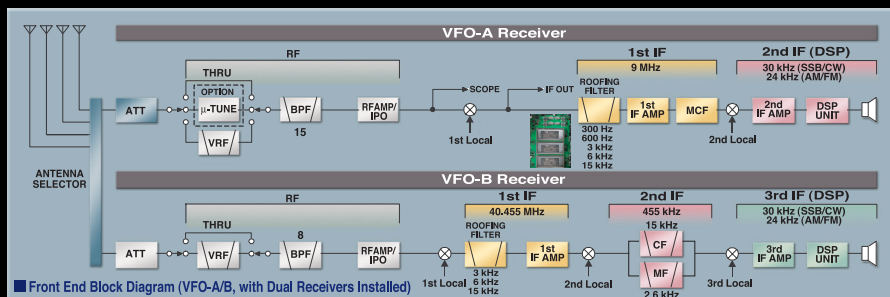 VFO-A Receiver
RF
1st IF
9 MHz
2nd IF (DSP)
30 kHz (SSB/CW)
24 kHz (AM/FM)
THRU
OPTION
µ-TUNE
VRF
ATT
BPF
15
RFAMP/
IPO
SCOPE
1st Local
IF OUT
ROOFING
FILTER
300 Hz
600 Hz
3 kHz
6 kHz
15 kHz
1st
IF AMP
MCF
2nd Local
2nd
IF AMP
DSP
UNIT
ANTENNA
SELECTOR
VFO-B Receiver
RF
1st IF
40.455 MHz
2nd IF
455 kHz
3rd IF (DSP)
30 kHz (SSB/CW)
24 kHz (AM/FM)
THRU
ATT
VRF
8
BPF
RFAMP/
IPO
1st Local
ROOFING
FILTER
3 kHz
6 kHz
15 kHz
1st
IF AMP
2nd Local
15 kHz
CF
MF
2.6 kHz
3rd Local
3rd
IF AMP
DSP
UNIT
Front End Block Diagram (VFO-A/B, with Dual Receivers Installed)